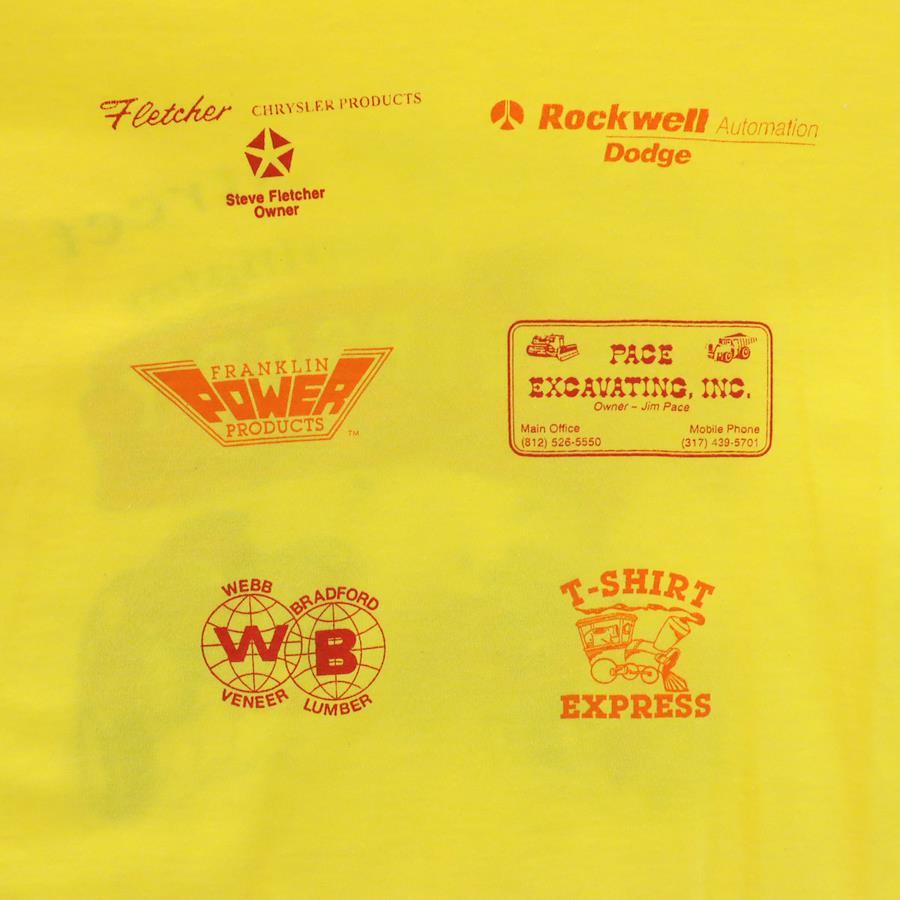 Fletcher CHRYSLER PRODUCTS
Steve Fletcher
Owner
Rockwell Automation
Dodge
FRANKLIN
POWER
PRODUCTS
TM
PACE
EXCAVATING, INC.
Owner - Jim Pace
Main Office Mobile Phone
(812) 526-5550 (317) 439-5701
WEBB BRADFORD
W B
VENEER LUMBER
T-SHIRT
EXPRESS